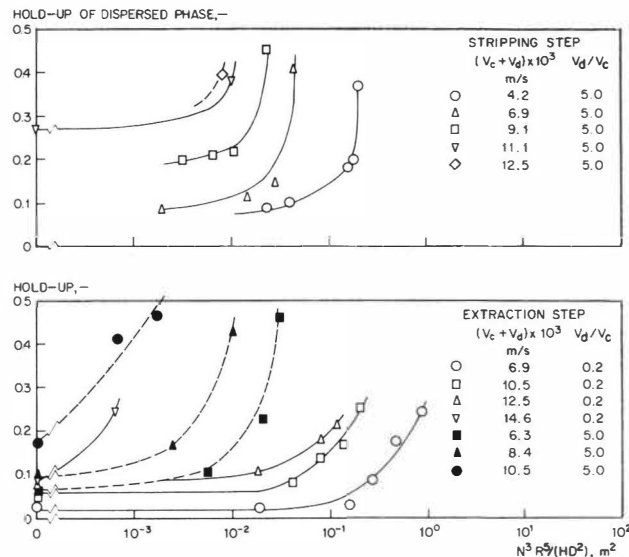 HOLD-UP OF DISPERSED PHASE,—
0.5
0.4
0.3
0.2
0.1
0
STRIPPING STEP
(Vc + Vd) x 10³ Vd/Vc
m/s
○ 4.2 5.0
△ 6.9 5.0
□ 9.1 5.0
▽ 11.1 5.0
◇ 12.5 5.0
HOLD-UP,—
0.5
0.4
0.3
0.2
0.1
0
EXTRACTION STEP
(Vc + Vd) x 10³ Vd/Vc
m/s
○ 6.9 0.2
□ 10.5 0.2
△ 12.5 0.2
▽ 14.6 0.2
■ 6.3 5.0
▲ 8.4 5.0
● 10.5 5.0
0 10⁻³ 10⁻² 10⁻¹ 10⁰ 10¹
N³R⁵/(HD²), m²